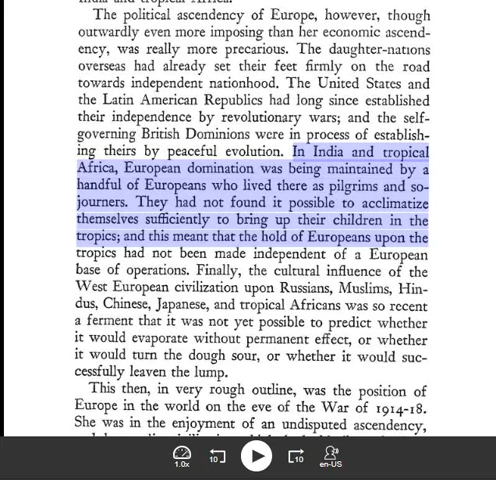 India and tropical Africa.
The political ascendency of Europe, however, though
outwardly even more imposing than her economic ascend-
ency, was really more precarious. The daughter-nations
overseas had already set their feet firmly on the road
towards independent nationhood. The United States and
the Latin American Republics had long since established
their independence by revolutionary wars; and the self-
governing British Dominions were in process of establish-
ing theirs by peaceful evolution. In India and tropical
Africa, European domination was being maintained by a
handful of Europeans who lived there as pilgrims and so-
journers. They had not found it possible to acclimatize
themselves sufficiently to bring up their children in the
tropics; and this meant that the hold of Europeans upon the
tropics had not been made independent of a European
base of operations. Finally, the cultural influence of the
West European civilization upon Russians, Muslims, Hin-
dus, Chinese, Japanese, and tropical Africans was so recent
a ferment that it was not yet possible to predict whether
it would evaporate without permanent effect, or whether
it would turn the dough sour, or whether it would suc-
cessfully leaven the lump.
This then, in very rough outline, was the position of
Europe in the world on the eve of the War of 1914-18.
She was in the enjoyment of an undisputed ascendency,
1.0x 10 10 en-US